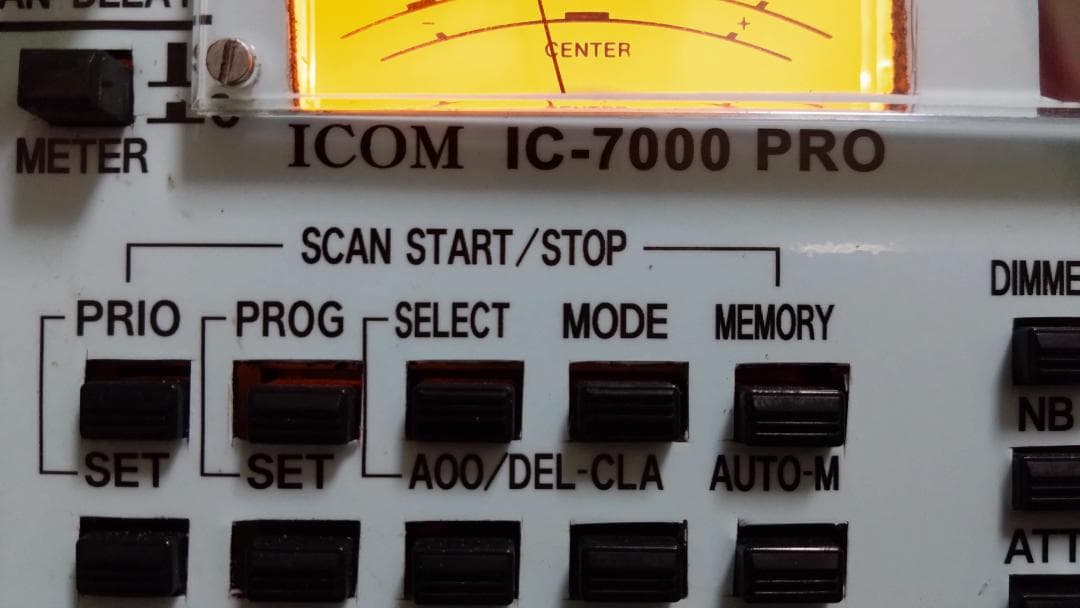 - +
CENTER
METER
ICOM IC-7000 PRO
SCAN START/STOP
PRIO PROG SELECT MODE MEMORY
SET SET AOO/DEL-CLA AUTO-M
DIMME
NB
ATT